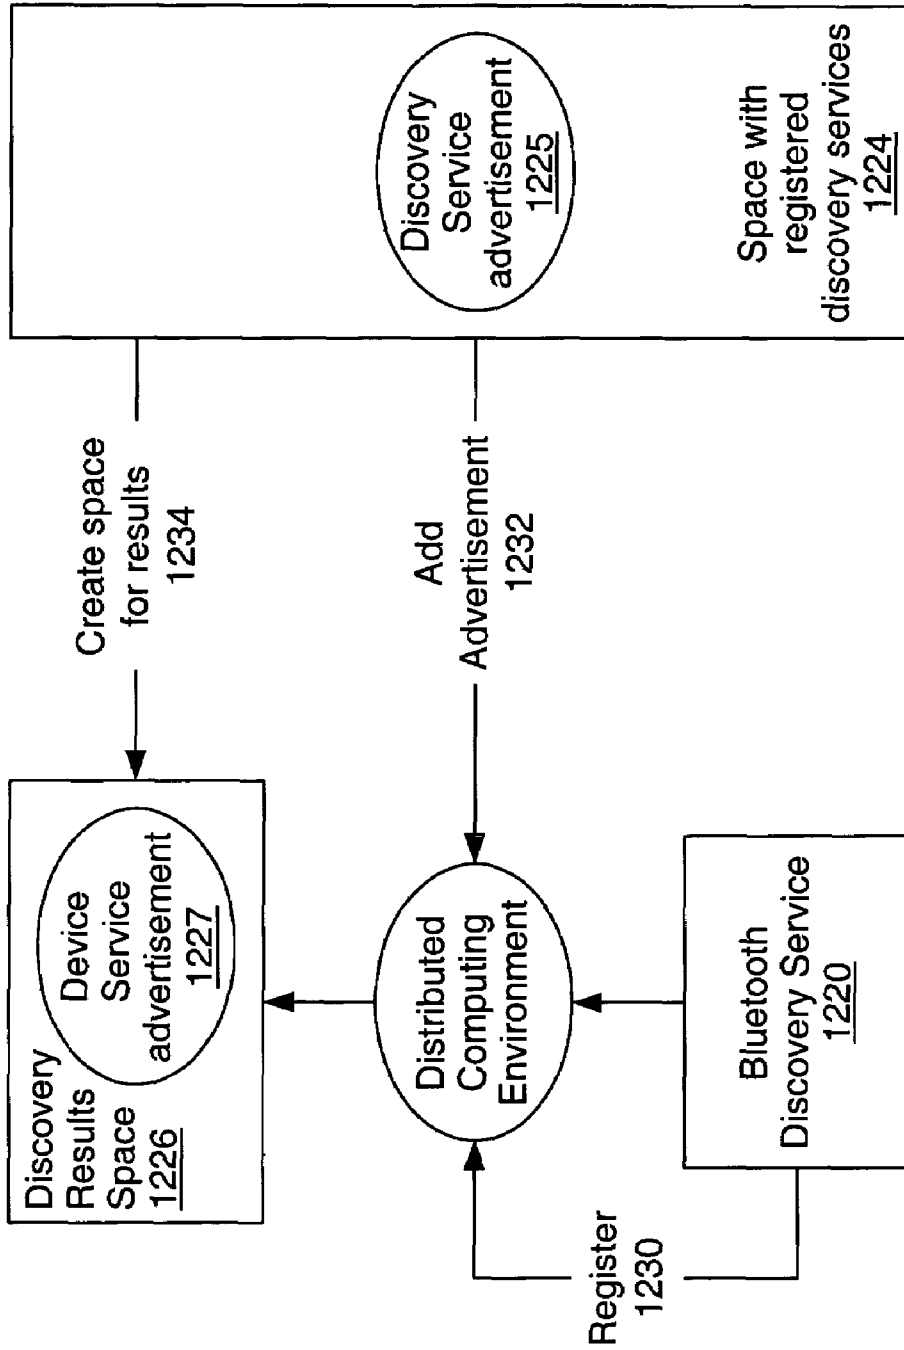 Discovery
Results
Space
1226
Device
Service
advertisement
1227
Create space
for results
1234
Register
1230
Distributed
Computing
Environment
Add
Advertisement
1232
Discovery
Service
advertisement
1225
Bluetooth
Discovery Service
1220
Space with
registered
discovery services
1224